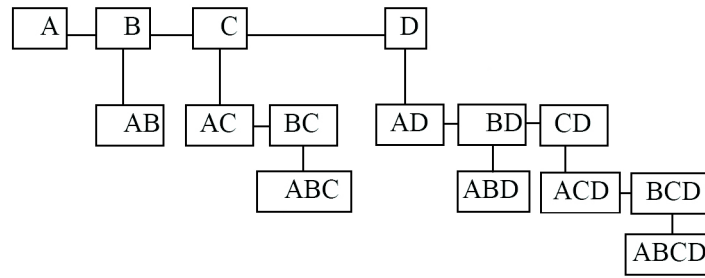 A B C D
AB AC BC AD BD CD
ABC ABD ACD BCD
ABCD